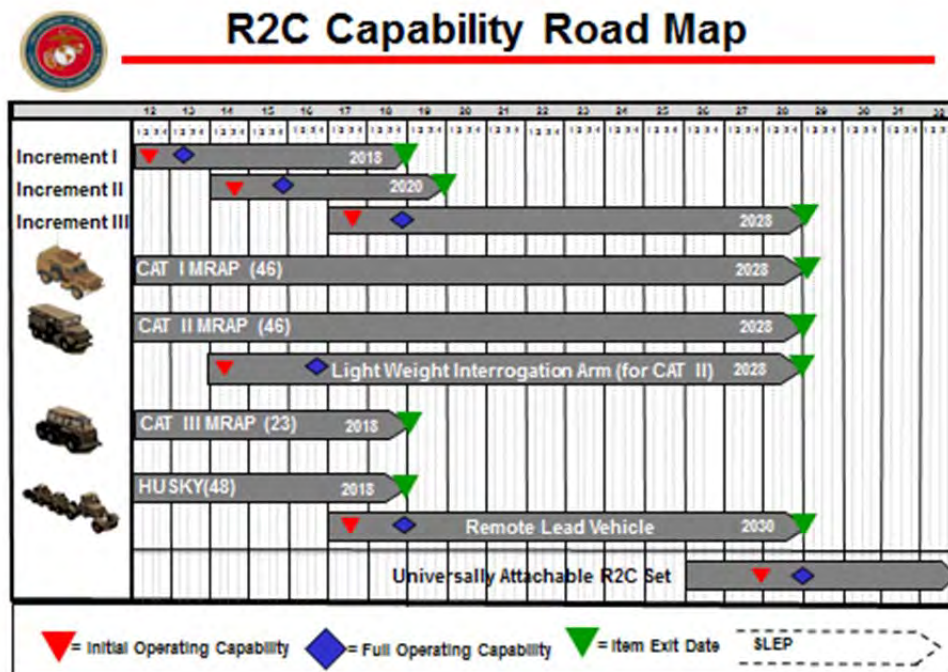 R2C Capability Road Map
12 13 14 15 16 17 18 19 20 21 22 23 24 25 26 27 28 29 30 31 32
Increment I 2018
Increment II 2020
Increment III 2028
CAT I MRAP (46) 2028
CAT II MRAP (46) 2028
Light Weight Interrogation Arm (for CAT II) 2028
CAT III MRAP (23) 2018
HUSKY(48) 2018
Remote Lead Vehicle 2030
Universally Attachable R2C Set
= Initial Operating Capability = Full Operating Capability = Item Exit Date SLEP